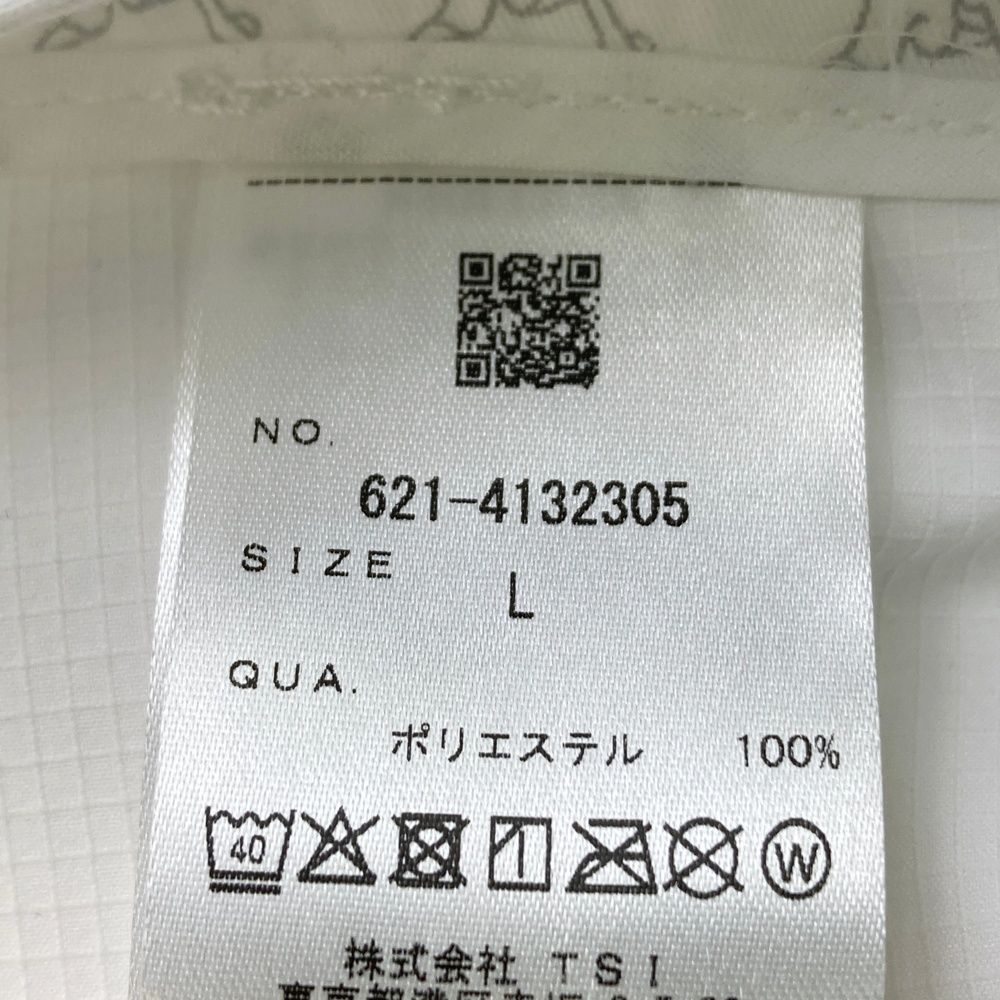 NO.
621-4132305
SIZE
L
QUA.
ポリエステル 100%
40
W
株式会社 TSI